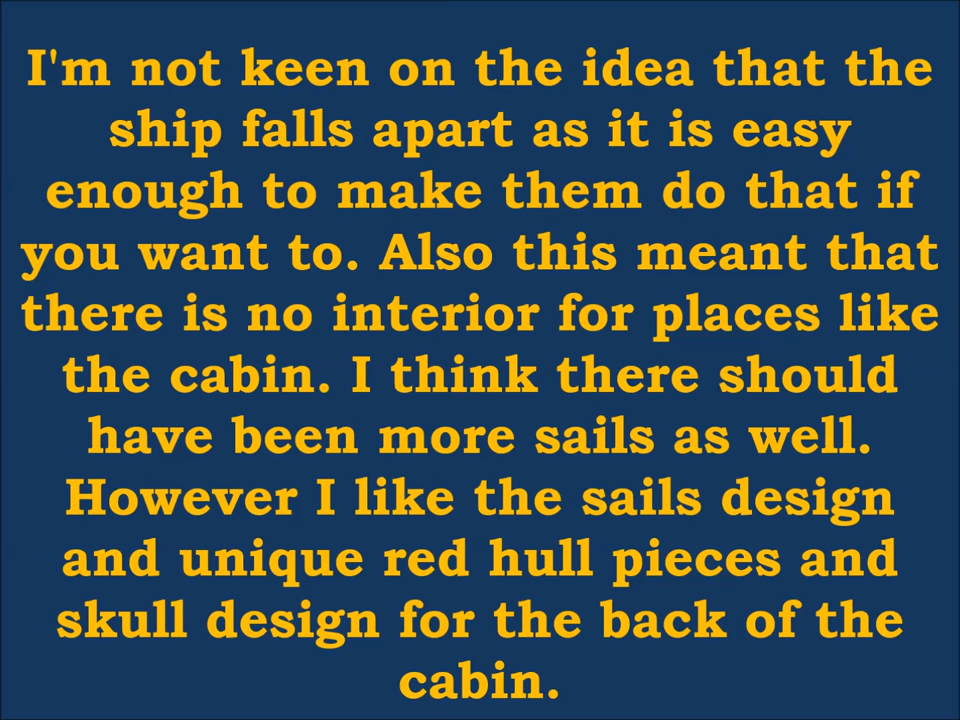 I'm not keen on the idea that the
ship falls apart as it is easy
enough to make them do that if
you want to. Also this meant that
there is no interior for places like
the cabin. I think there should
have been more sails as well.
However I like the sails design
and unique red hull pieces and
skull design for the back of the
cabin.